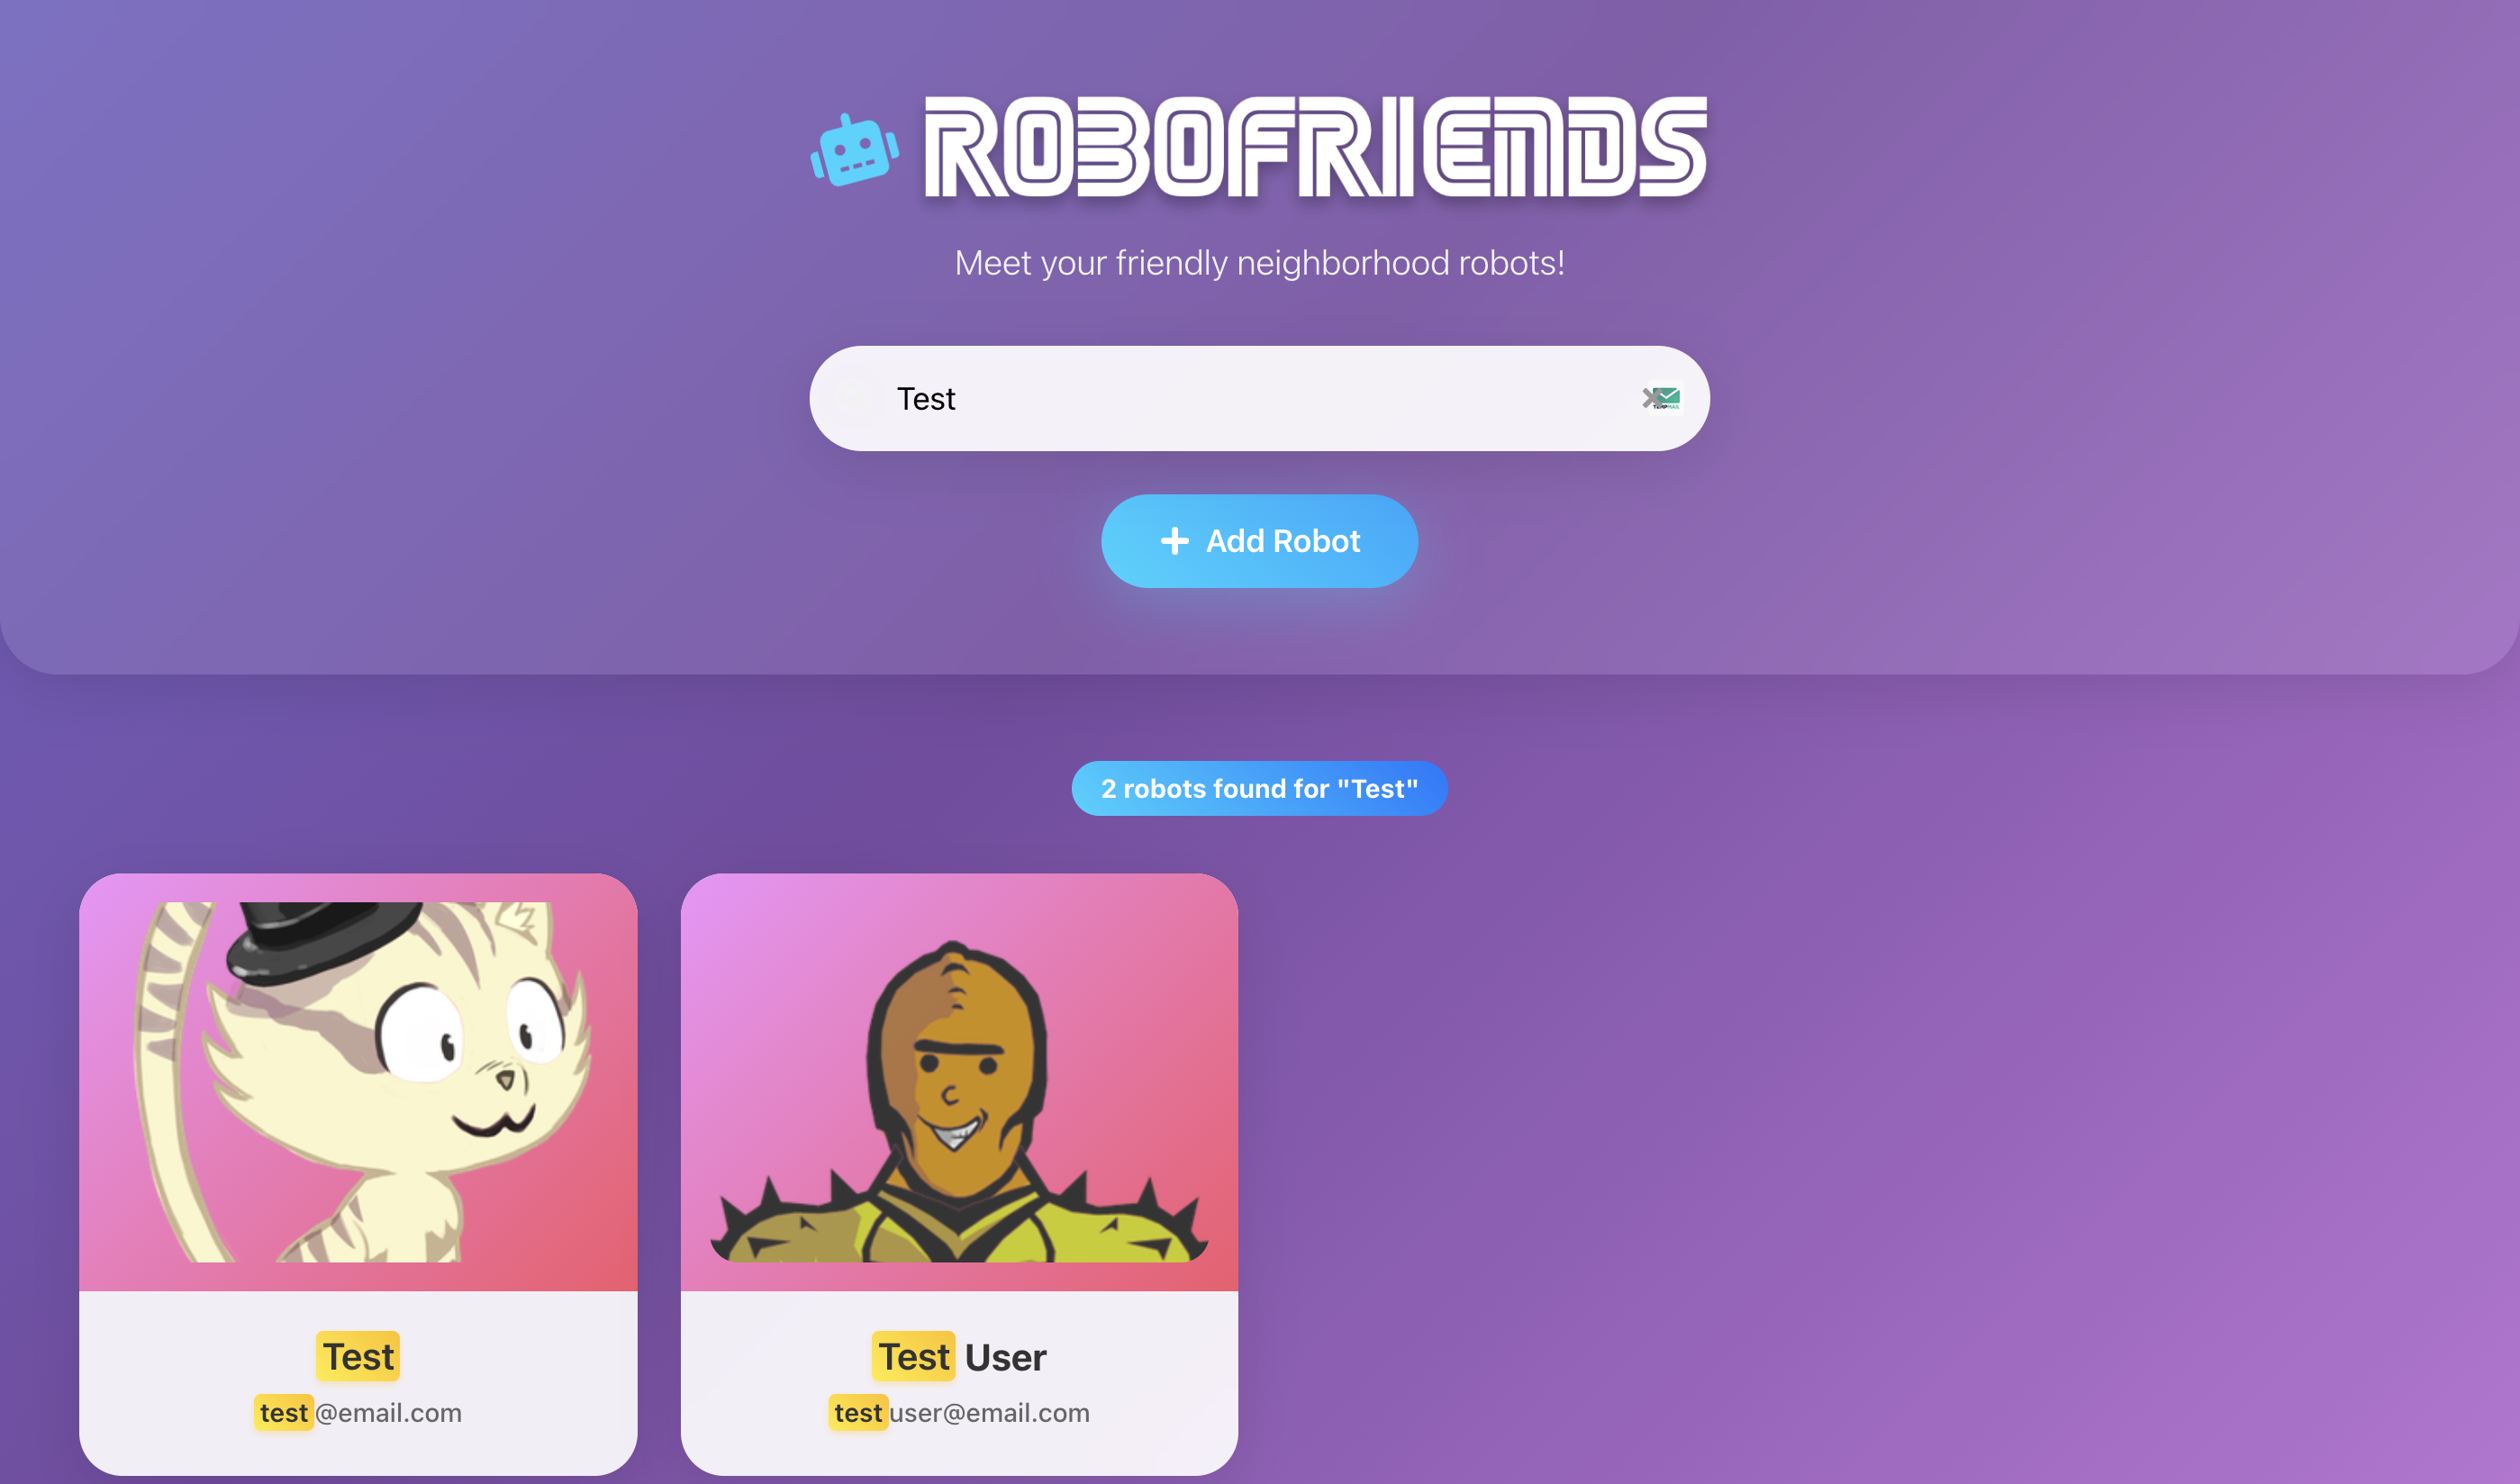 ROBOFRIENDS
Meet your friendly neighborhood robots!
Test
Add Robot
2 robots found for "Test"
Test
test@email.com
Test User
testuser@email.com